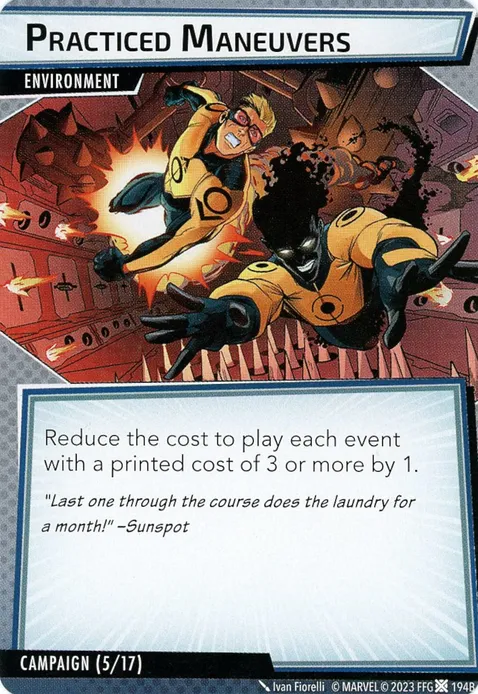 PRACTICED MANEUVERS
ENVIRONMENT
Reduce the cost to play each event
with a printed cost of 3 or more by 1.
"Last one through the course does the laundry for
a month!" –Sunspot
CAMPAIGN (5/17)
Ivan Fiorelli © MARVEL © 2023 FFG 194B